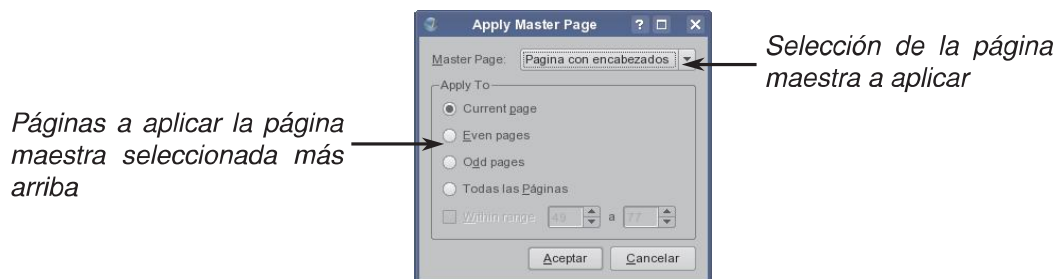 Apply Master Page
Master Page: Pagina con encabezados
Selección de la página
maestra a aplicar
Apply To
Current page
Páginas a aplicar la página
maestra seleccionada más
arriba
Even pages
Odd pages
Todas las Páginas
Within range 49 a 77
Aceptar Cancelar